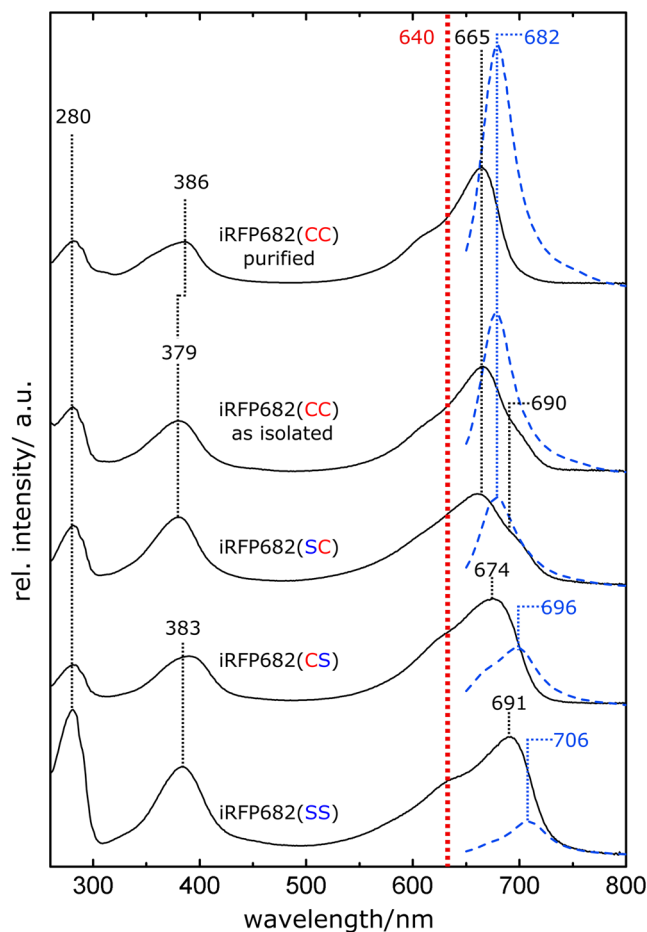 640 665 682
280
386
iRFP682(CC)
purified
379
iRFP682(CC)
as isolated
690
iRFP682(SC)
674
696
383
iRFP682(CS)
691
706
iRFP682(SS)
rel. intensity/ a.u.
300 400 500 600 700 800
wavelength/nm